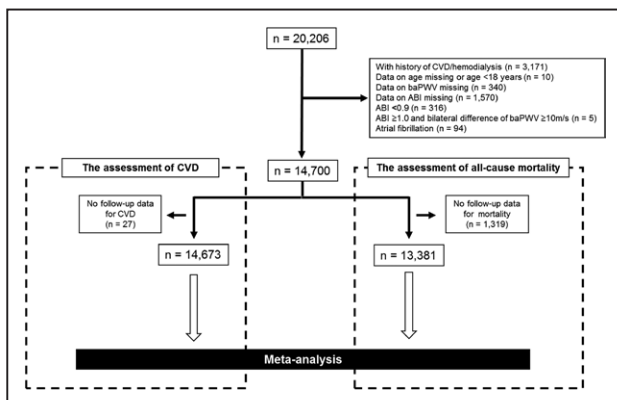 n = 20,206
With history of CVD/hemodialysis (n = 3,171)
Data on age missing or age <18 years (n = 10)
Data on baPWV missing (n = 340)
Data on ABI missing (n = 1,570)
ABI <0.9 (n = 316)
ABI ≥1.0 and bilateral difference of baPWV ≥10m/s (n = 5)
Atrial fibrillation (n = 94)
The assessment of CVD
n = 14,700
The assessment of all-cause mortality
No follow-up data
for CVD
(n = 27)
No follow-up data
for mortality
(n = 1,319)
n = 14,673
n = 13,381
Meta-analysis